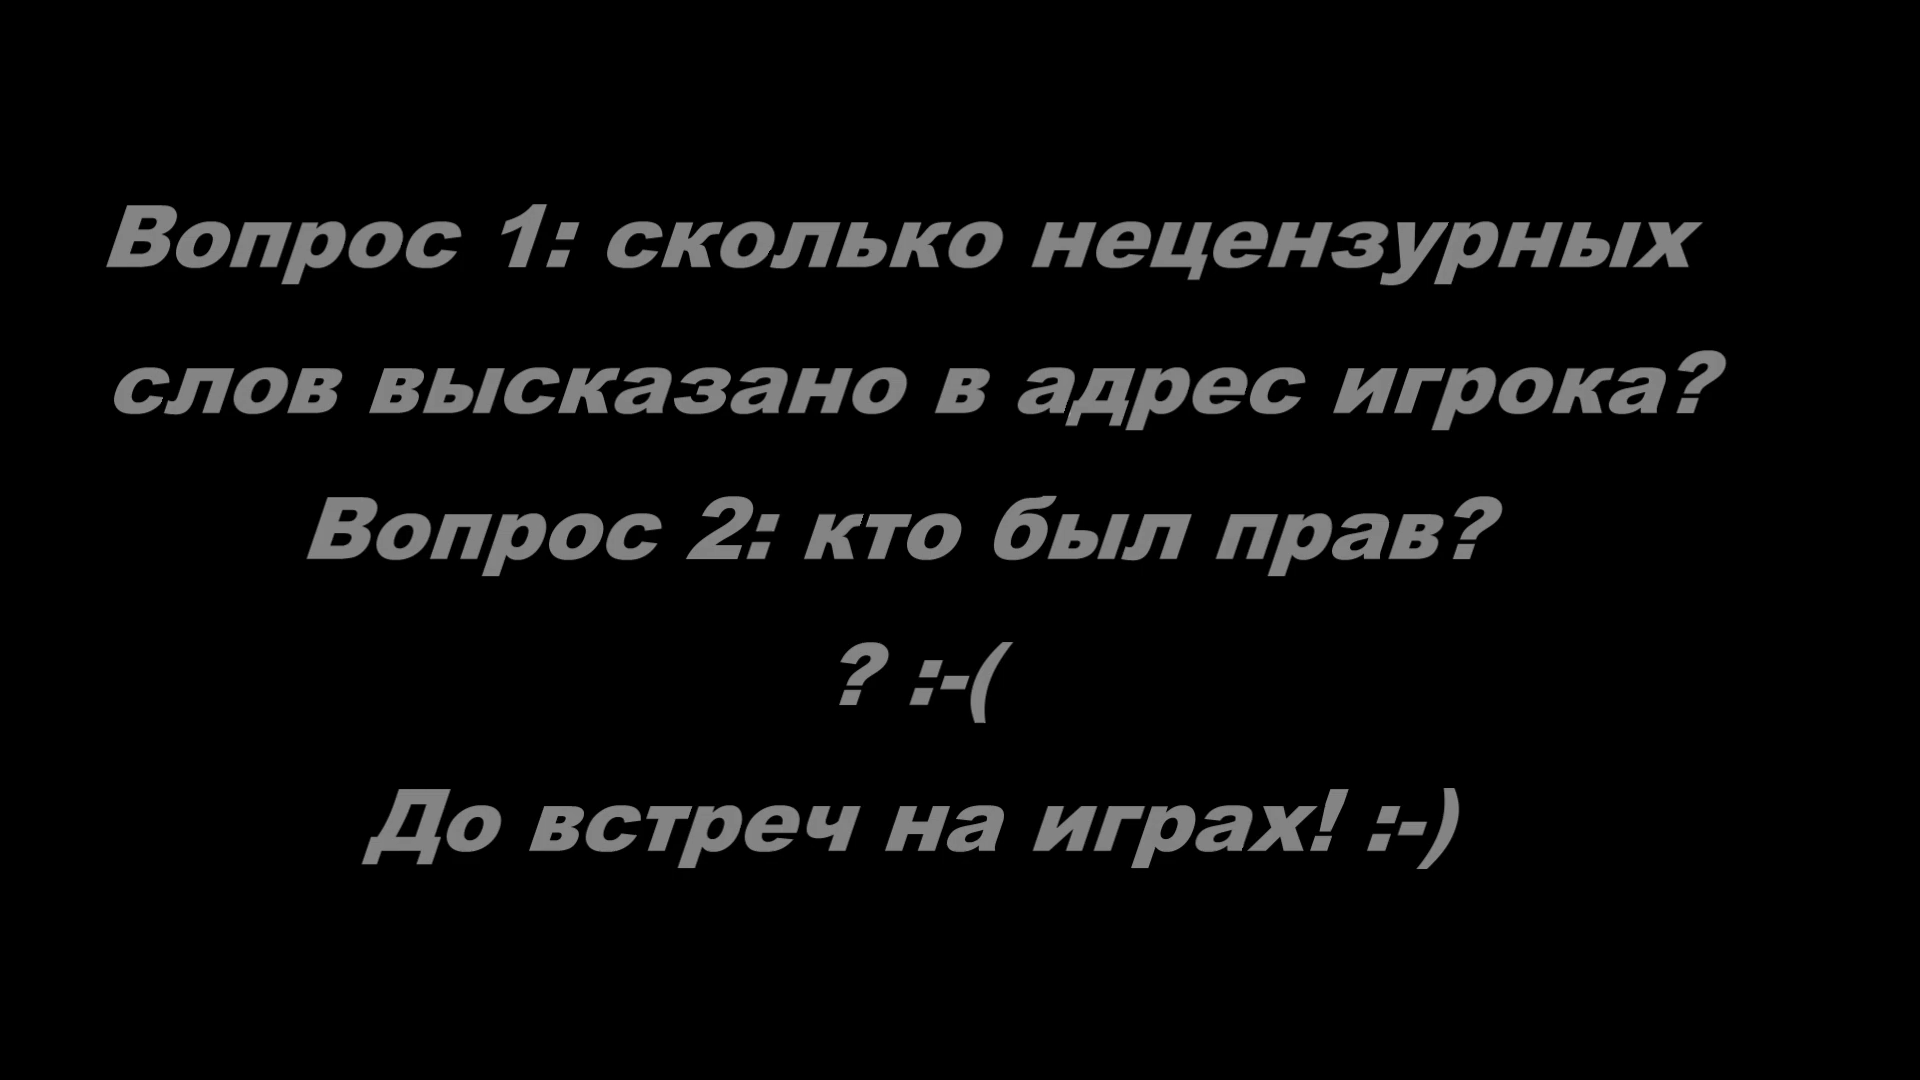 Вопрос 1: сколько нецензурных
слов высказано в адрес игрока?
Вопрос 2: кто был прав?
? :-(
До встреч на играх! :-)